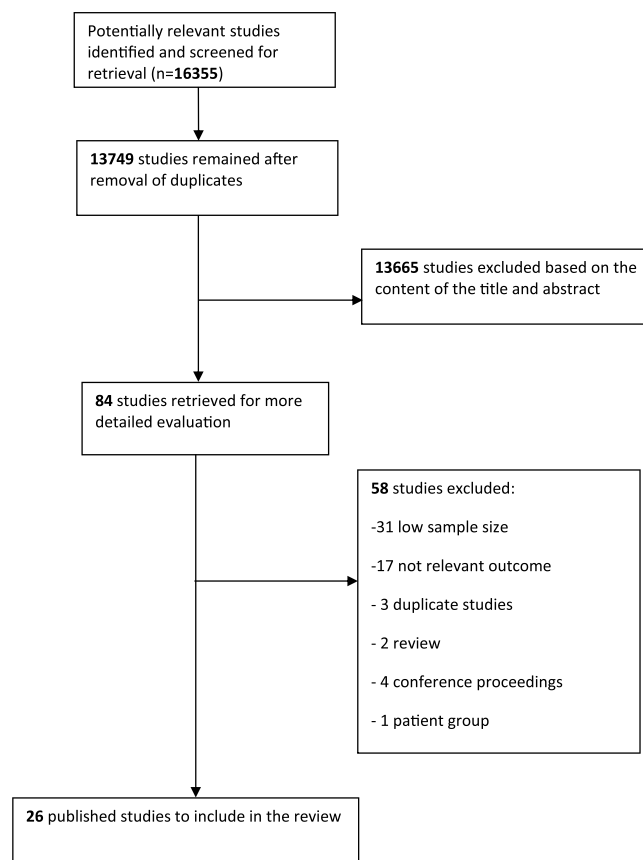 Potentially relevant studies
identified and screened for
retrieval (n=16355)
13749 studies remained after
removal of duplicates
13665 studies excluded based on the
content of the title and abstract
84 studies retrieved for more
detailed evaluation
58 studies excluded:
-31 low sample size
-17 not relevant outcome
- 3 duplicate studies
- 2 review
- 4 conference proceedings
- 1 patient group
26 published studies to include in the review